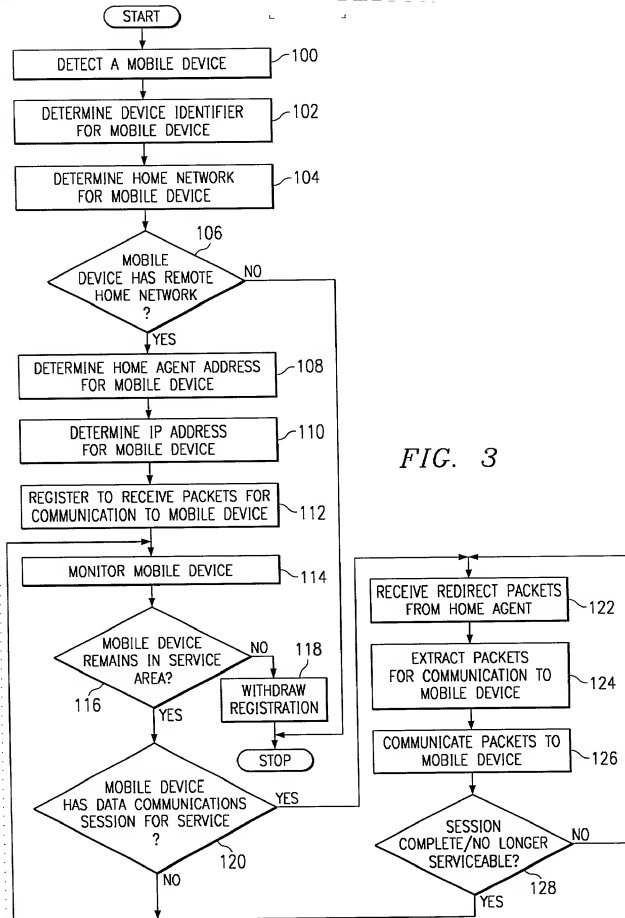 START
DETECT A MOBILE DEVICE
100
DETERMINE DEVICE IDENTIFIER
FOR MOBILE DEVICE
102
DETERMINE HOME NETWORK
FOR MOBILE DEVICE
104
106
MOBILE
DEVICE HAS REMOTE
HOME NETWORK
?
NO
YES
DETERMINE HOME AGENT ADDRESS
FOR MOBILE DEVICE
108
DETERMINE IP ADDRESS
FOR MOBILE DEVICE
110
REGISTER TO RECEIVE PACKETS FOR
COMMUNICATION TO MOBILE DEVICE
112
MONITOR MOBILE DEVICE
114
MOBILE DEVICE
REMAINS IN SERVICE
AREA?
116
NO
YES
118
WITHDRAW
REGISTRATION
STOP
MOBILE DEVICE
HAS DATA COMMUNICATIONS
SESSION FOR SERVICE
?
120
YES
NO
FIG. 3
RECEIVE REDIRECT PACKETS
FROM HOME AGENT
122
EXTRACT PACKETS
FOR COMMUNICATION TO
MOBILE DEVICE
124
COMMUNICATE PACKETS TO
MOBILE DEVICE
126
SESSION
COMPLETE/NO LONGER
SERVICEABLE?
128
NO
YES